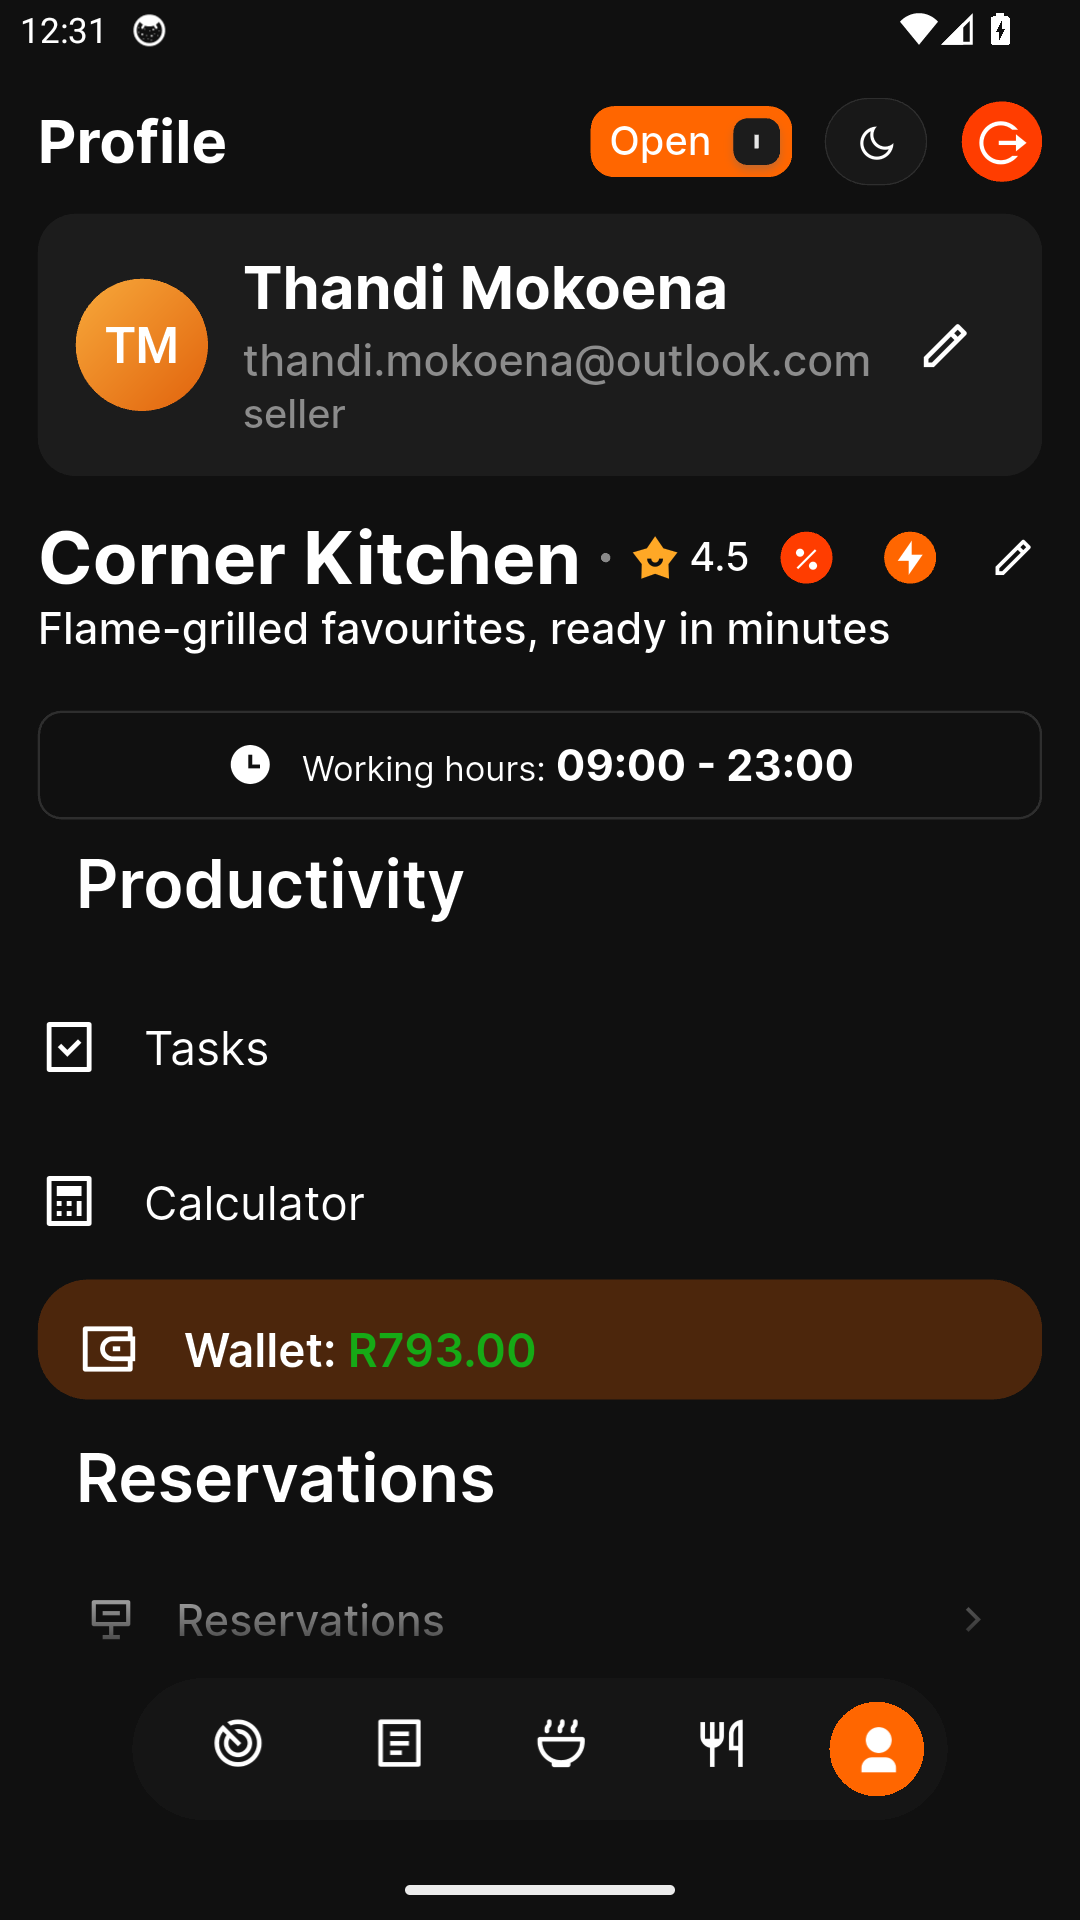 12:31
Profile
Open
TM
Thandi Mokoena
thandi.mokoena@outlook.com
seller
Corner Kitchen • 4.5
Flame-grilled favourites, ready in minutes
Working hours: 09:00 - 23:00
Productivity
Tasks
Calculator
Wallet: R793.00
Reservations
Reservations